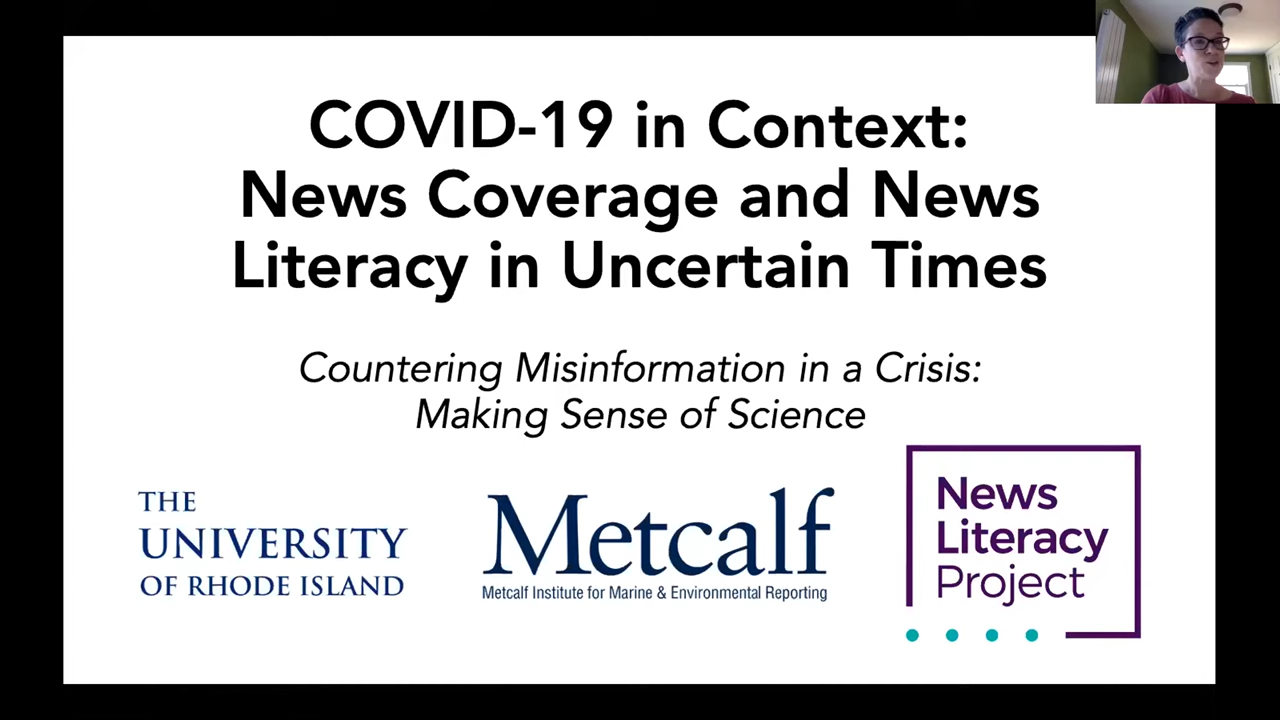 COVID-19 in Context:
News Coverage and News
Literacy in Uncertain Times
Countering Misinformation in a Crisis:
Making Sense of Science
THE
UNIVERSITY
OF RHODE ISLAND
Metcalf
Metcalf Institute for Marine & Environmental Reporting
News
Literacy
Project